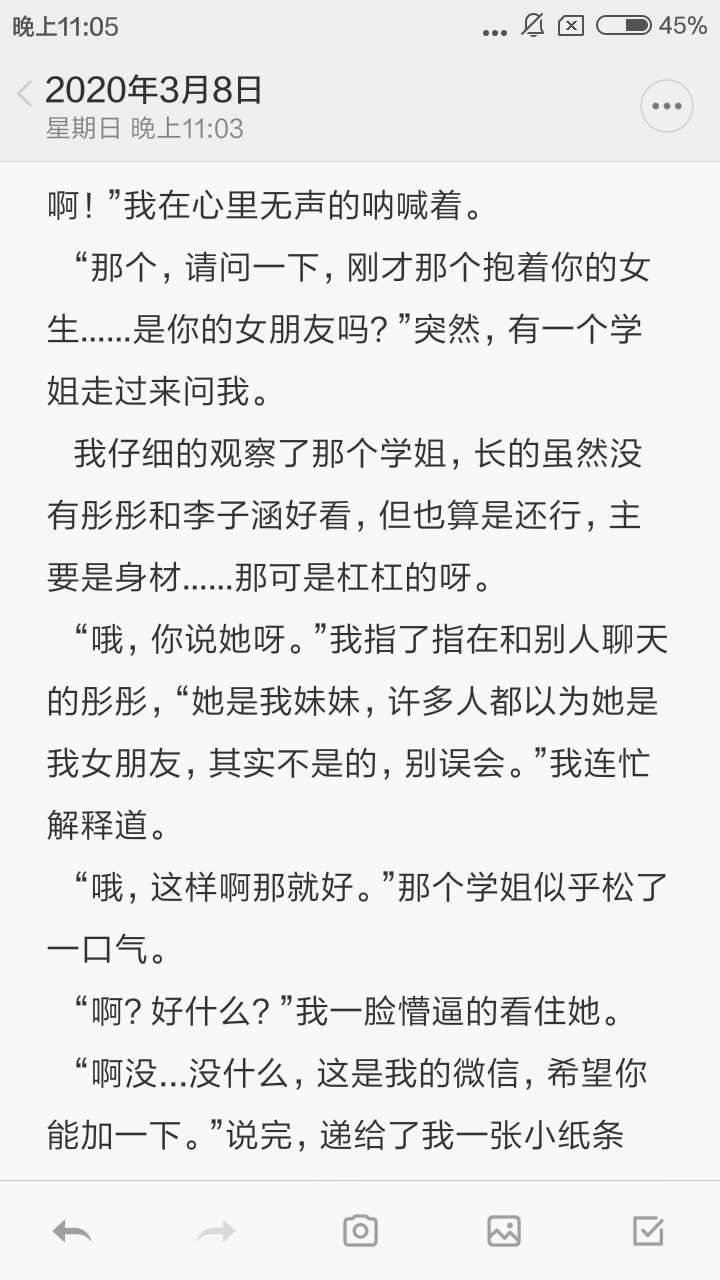 晚上11:05
45%
2020年3月8日
星期日 晚上11:03
啊！”我在心里无声的呐喊着。
“那个，请问一下，刚才那个抱着你的女
生......是你的女朋友吗？”突然，有一个学
姐走过来问我。
我仔细的观察了那个学姐，长的虽然没
有彤彤和李子涵好看，但也算是还行，主
要是身材......那可是杠杠的呀。
“哦，你说她呀。”我指了指在和别人聊天
的彤彤，“她是我妹妹，许多人都以为她是
我女朋友，其实不是的，别误会。”我连忙
解释道。
“哦，这样啊那就好。”那个学姐似乎松了
一口气。
“啊？好什么？”我一脸懵逼的看住她。
“啊没...没什么，这是我的微信，希望你
能加一下。”说完，递给了我一张小纸条